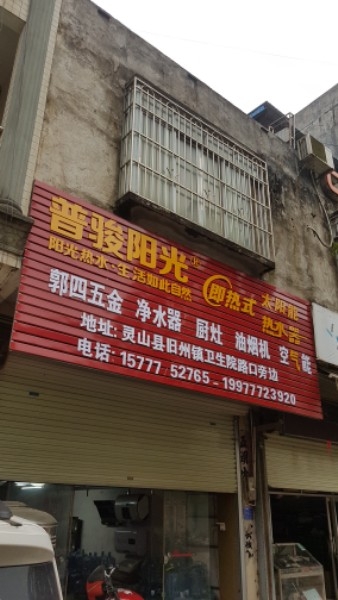 普骏阳光
阳光热水·生活如此自然
即热式
太阳能
热水器
郭四五金 净水器 厨灶 油烟机 空气能
地址：灵山县旧州镇卫生院路口旁边
电话：15777 52765 - 19977723920